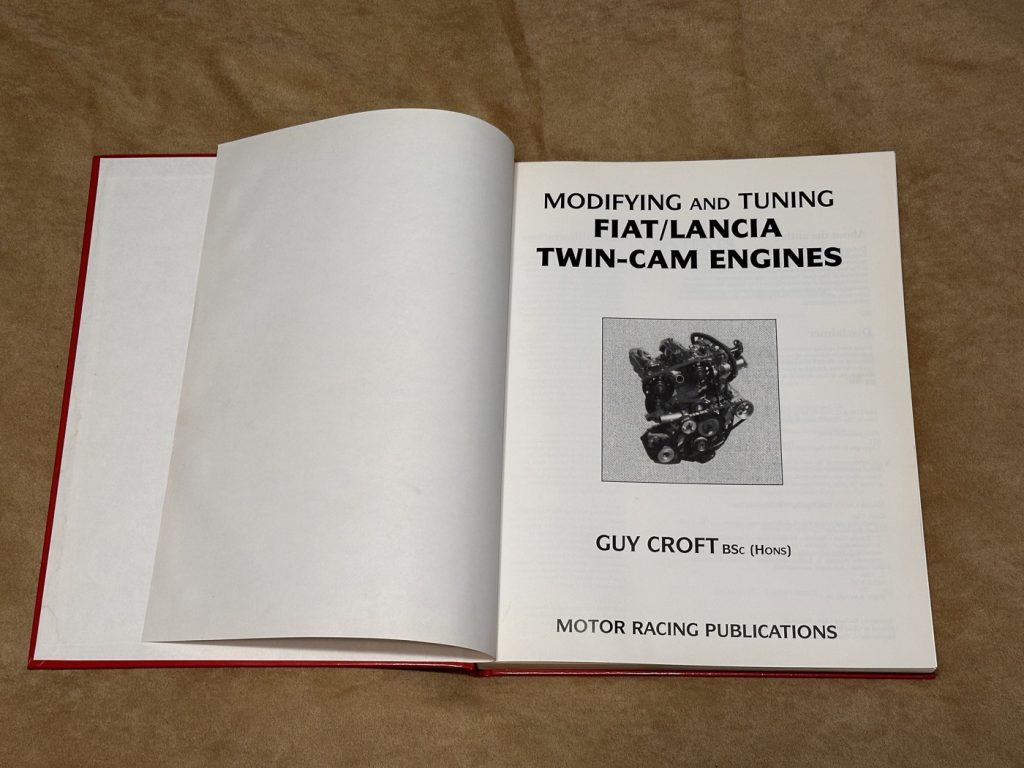 MODIFYING AND TUNING
FIAT/LANCIA
TWIN-CAM ENGINES
GUY CROFT BSc (HONS)
MOTOR RACING PUBLICATIONS